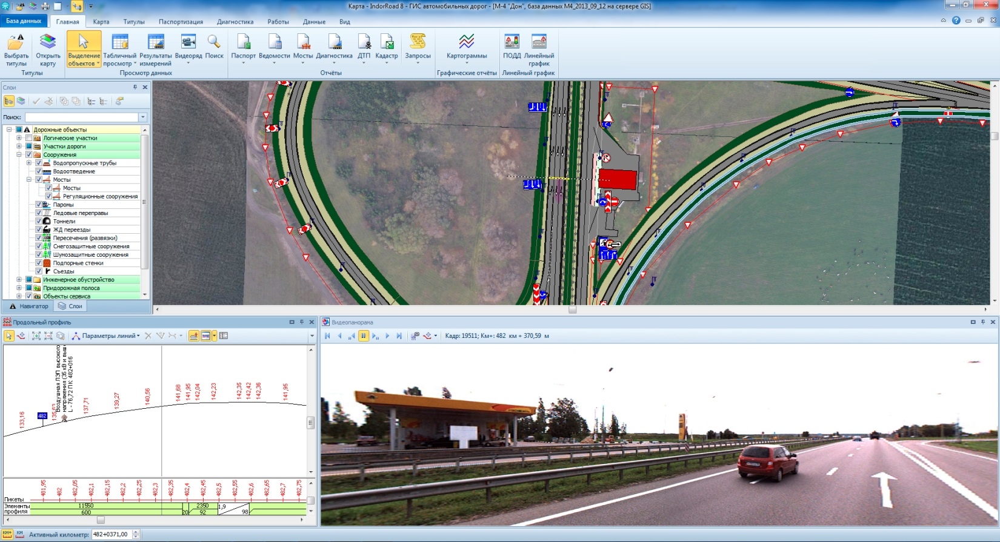 Карта - IndorRoad 8 - ГИС автомобильных дорог - [М-4 "Дон", база данных M4_2013_09_12 на сервере GIS]
База данных Главная Карта Титулы Паспортизация Диагностика Работы Данные Вид
Выбрать титулы
Открыть карту
Выделение объектов
Табличный просмотр
Результаты измерений
Видеоряд
Поиск
Паспорт
Ведомости
Мосты
Диагностика
ДТП
Кадастр
Запросы
Картограммы
ПОДД
Линейный график
Титулы Просмотр данных Отчёты Графические отчёты Линейный график
Слои
Поиск:
Дорожные объекты
Логические участки
Участки дороги
Сооружения
Водопропускные трубы
Водоотведение
Мосты
Мосты
Регуляционные сооружения
Паромы
Ледовые переправы
Тоннели
ЖД переезды
Пересечения (развязки)
Снегозащитные сооружения
Шумозащитные сооружения
Подпорные стенки
Съезды
Инженерное обустройство
Придорожная полоса
Объекты сервиса
Навигатор Слои
Продольный профиль
Параметры линий
Воздушная ЛЭП высокого
напряжения (35 кВ и выше
L - 76,72 ПК: 482+016
133,16 482 137,71 139,27 140,56 141,68 141,95 142,04 142,23 142,35 142,42 142,36 141,95
481,95 482 482,05 482,1 482,15 482,2 482,25 482,3 482,35 482,4 482,45 482,5 482,55 482,6 482,65 482,7 482,75
Пикеты
Элементы профиля
11550 2350 1,9
600 20 92 98
Видеопанорама
Кадр: 19511; Км+: 482 км + 370,59 м
КМ+ КМ Активный километр: 482+0371,00